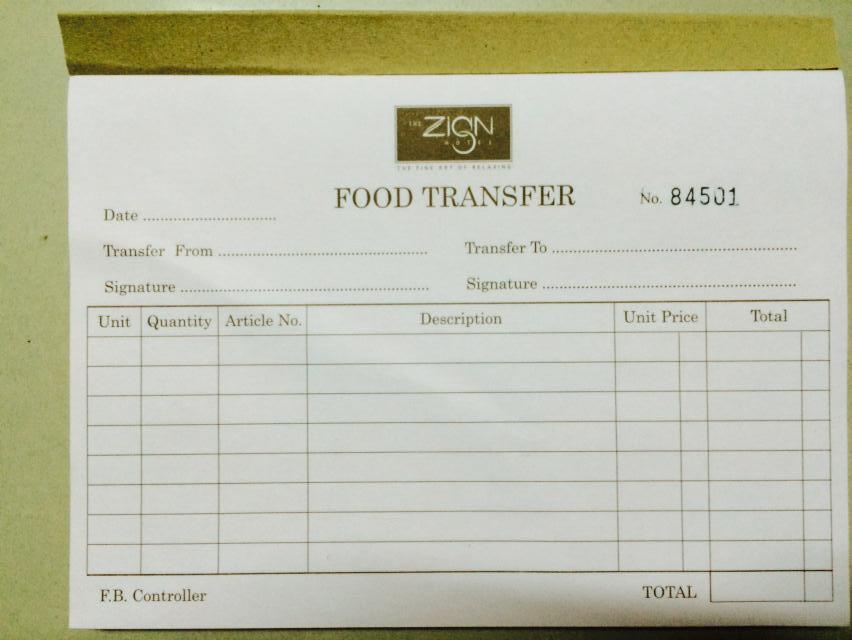 THE ZIGN
HOTEL
THE FINE ART OF RELAXING
FOOD TRANSFER
No. 84501
Date ..............................
Transfer From .................................................. Transfer To ..........................................................
Signature .......................................................... Signature ............................................................
Unit Quantity Article No. Description Unit Price Total
F.B. Controller TOTAL